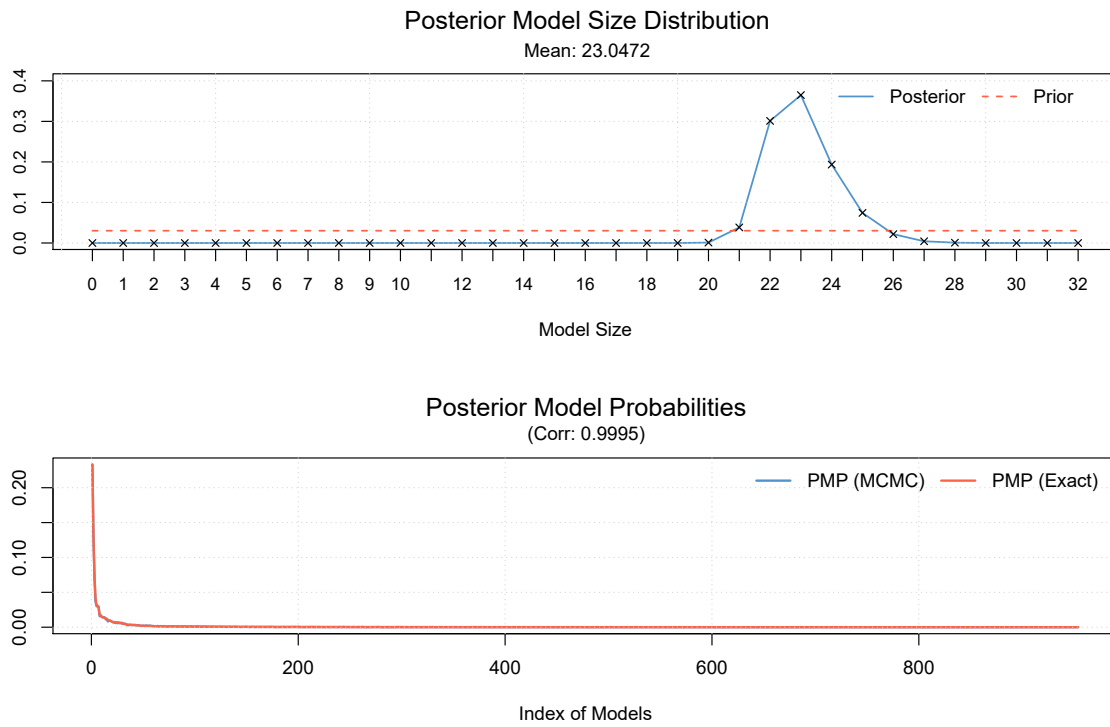 Posterior Model Size Distribution
Mean: 23.0472
0.4
0.3
0.2
0.1
0.0
Posterior
Prior
0 1 2 3 4 5 6 7 8 9 10 12 14 16 18 20 22 24 26 28 30 32
Model Size
Posterior Model Probabilities
(Corr: 0.9995)
0.20
0.10
0.00
PMP (MCMC)
PMP (Exact)
0 200 400 600 800
Index of Models